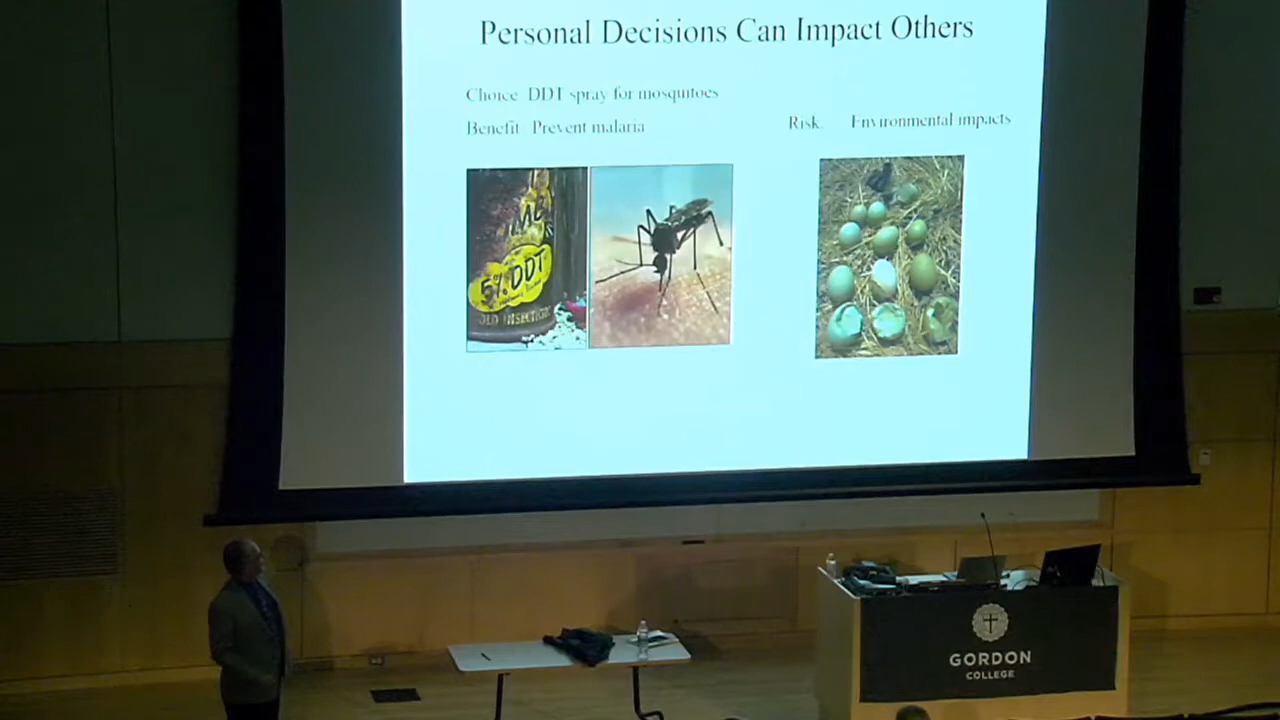 Personal Decisions Can Impact Others
Choice DDT spray for mosquitoes
Benefit Prevent malaria
Risk Environmental impacts
5% DDT
GORDON
COLLEGE